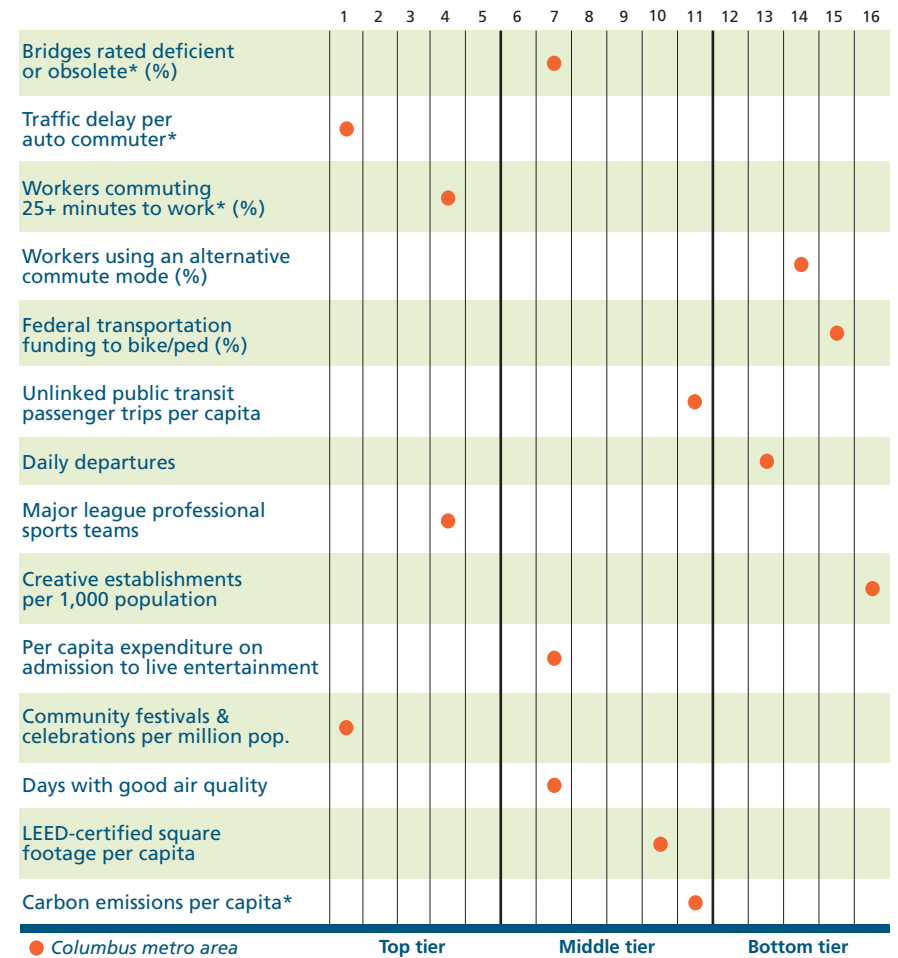 1 2 3 4 5 6 7 8 9 10 11 12 13 14 15 16
Bridges rated deficient
or obsolete* (%)
Traffic delay per
auto commuter*
Workers commuting
25+ minutes to work* (%)
Workers using an alternative
commute mode (%)
Federal transportation
funding to bike/ped (%)
Unlinked public transit
passenger trips per capita
Daily departures
Major league professional
sports teams
Creative establishments
per 1,000 population
Per capita expenditure on
admission to live entertainment
Community festivals &
celebrations per million pop.
Days with good air quality
LEED-certified square
footage per capita
Carbon emissions per capita*
Columbus metro area Top tier Middle tier Bottom tier